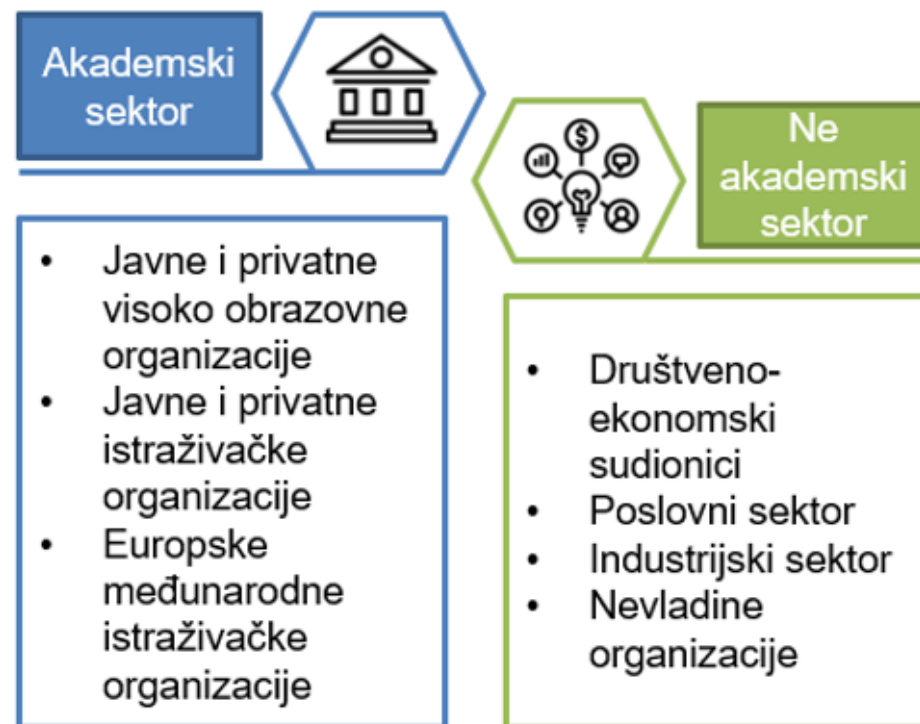 Akademski
sektor
Ne
akademski
sektor
• Javne i privatne
visoko obrazovne
organizacije
• Javne i privatne
istraživačke
organizacije
• Europske
međunarodne
istraživačke
organizacije
• Društveno-
ekonomski
sudionici
• Poslovni sektor
• Industrijski sektor
• Nevladine
organizacije